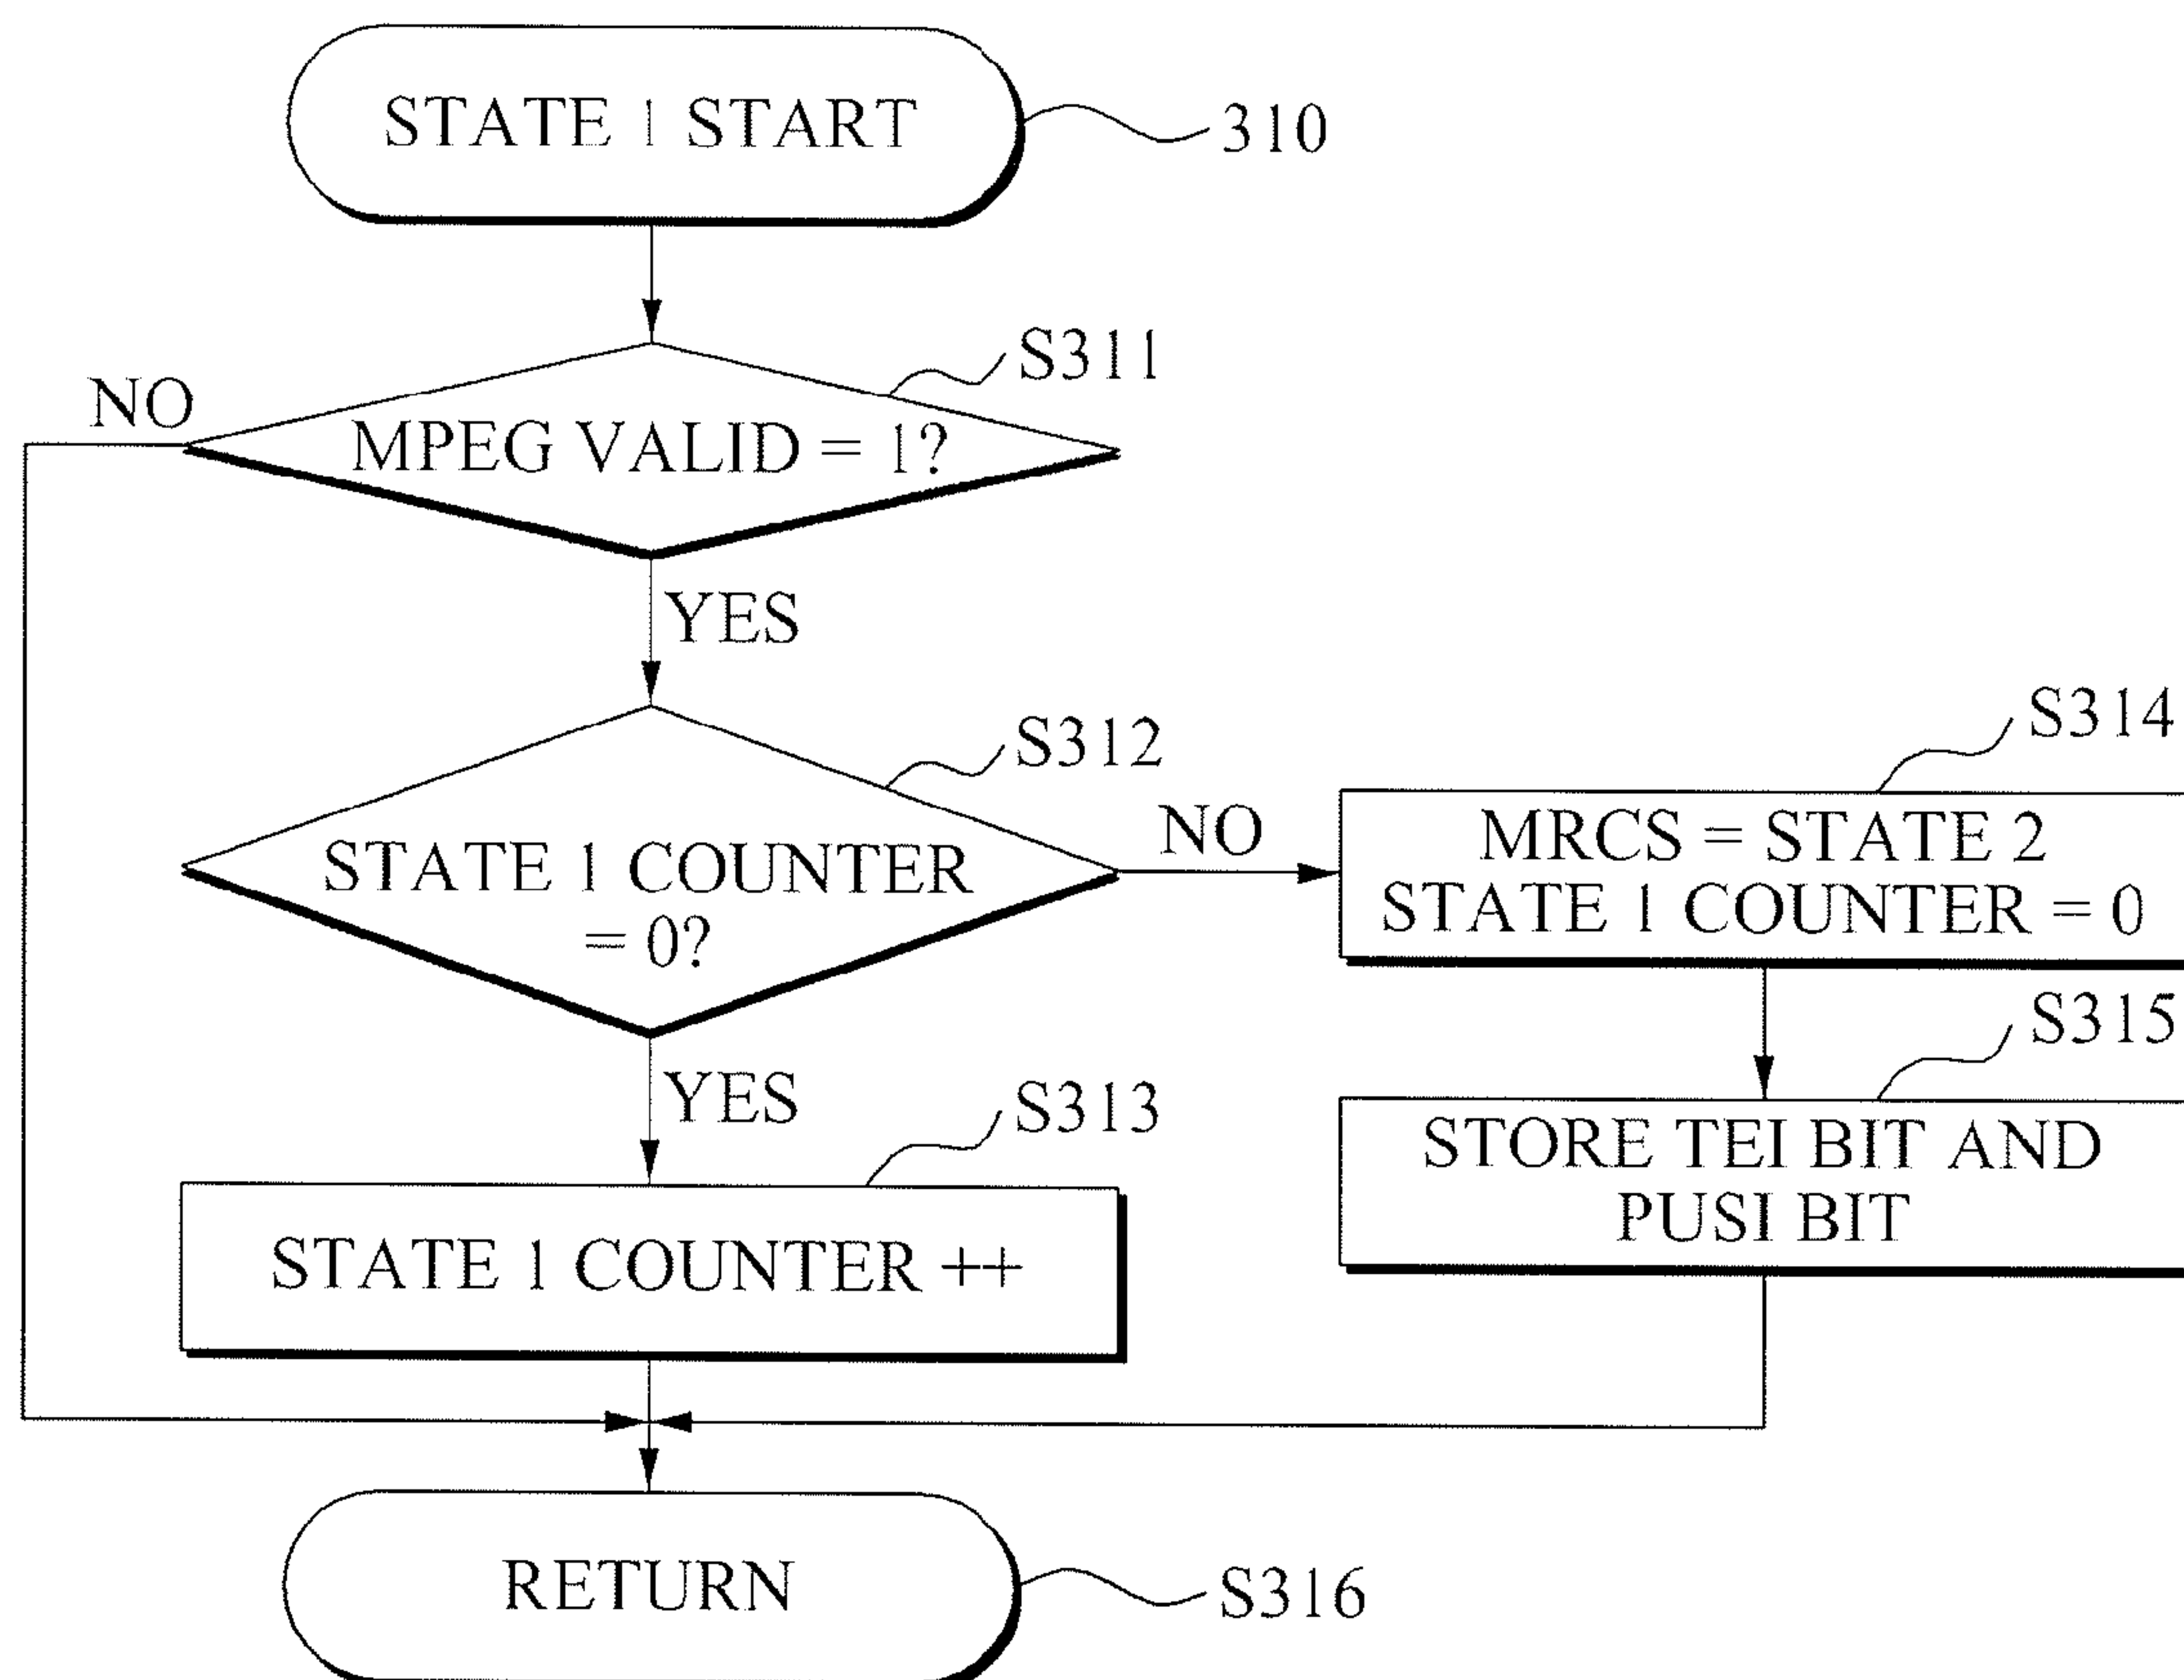 STATE 1 START
310
S311
NO
MPEG VALID = 1?
YES
S312
STATE 1 COUNTER
= 0?
NO
S314
MRCS = STATE 2
STATE 1 COUNTER = 0
YES
S313
STATE 1 COUNTER ++
S315
STORE TEI BIT AND
PUSI BIT
RETURN
S316